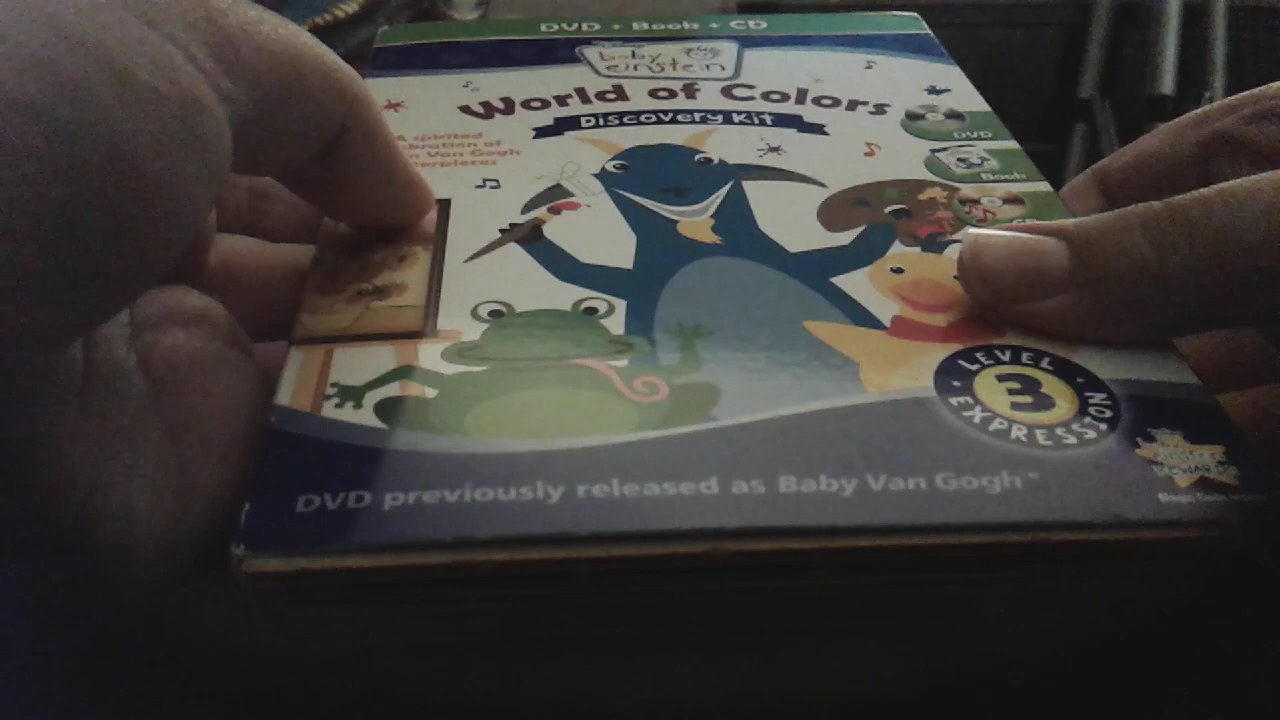 DVD + Book + CD
baby
einstein
World of Colors
Discovery Kit
DVD
Book
CD
A spirited
of
Van Gogh
LEVEL
3
EXPRESSION
DVD previously released as Baby Van Gogh™